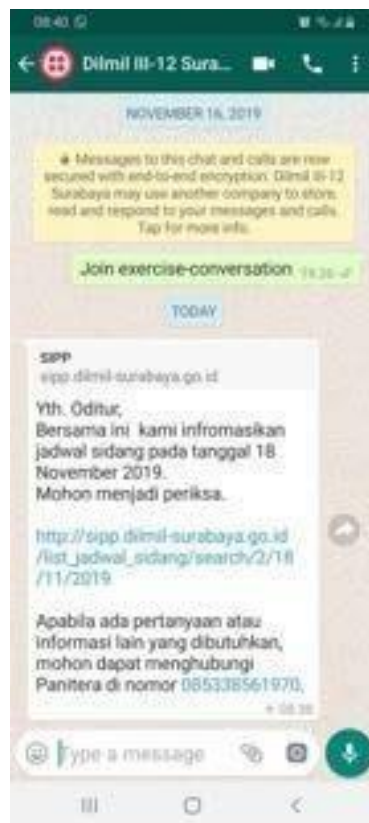 08:40
Dilmil III-12 Sura...
NOVEMBER 16, 2019
Messages to this chat and calls are now
secured with end-to-end encryption. Dilmil III-12
Surabaya may use another company to store,
read and respond to your messages and calls.
Tap for more info.
Join exercise-conversation
TODAY
SIPP
sipp.dilmil-surabaya.go.id
Yth. Oditur,
Bersama ini kami infromasikan
jadwal sidang pada tanggal 18
November 2019.
Mohon menjadi periksa.
http://sipp.dilmil-surabaya.go.id
/list_jadwal_sidang/search/2/18
/11/2019
Apabila ada pertanyaan atau
informasi lain yang dibutuhkan,
mohon dapat menghubungi
Panitera di nomor 085338561970.
08:38
Type a message